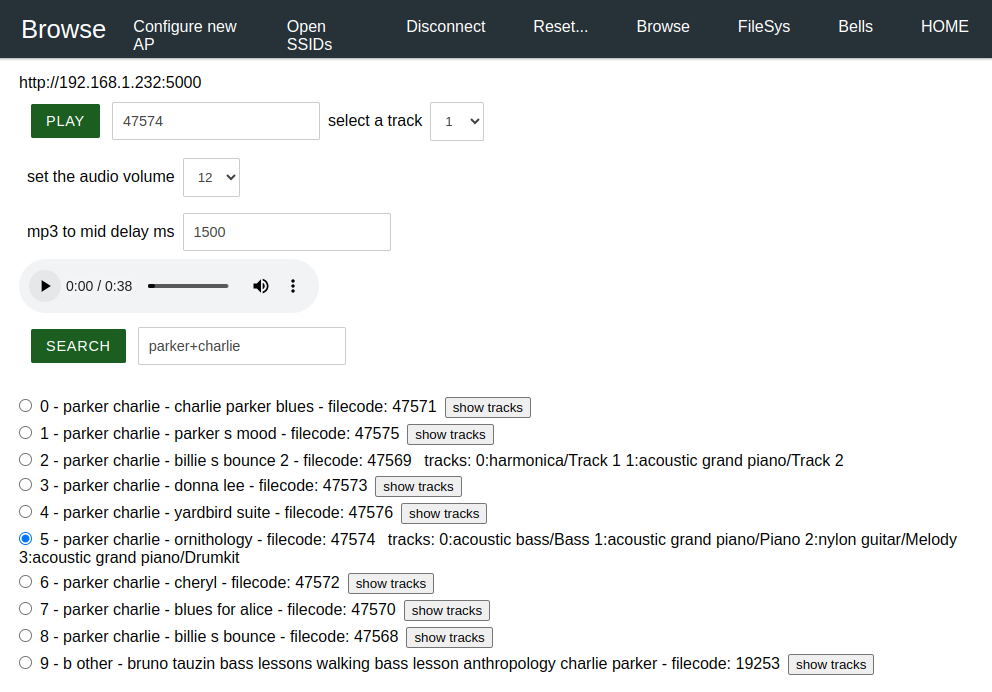 Browse Configure new AP Open SSIDs Disconnect Reset... Browse FileSys Bells HOME
http://192.168.1.232:5000
PLAY 47574 select a track 1
set the audio volume 12
mp3 to mid delay ms 1500
0:00 / 0:38
SEARCH parker+charlie
0 - parker charlie - charlie parker blues - filecode: 47571 show tracks
1 - parker charlie - parker s mood - filecode: 47575 show tracks
2 - parker charlie - billie s bounce 2 - filecode: 47569 tracks: 0:harmonica/Track 1 1:acoustic grand piano/Track 2
3 - parker charlie - donna lee - filecode: 47573 show tracks
4 - parker charlie - yardbird suite - filecode: 47576 show tracks
5 - parker charlie - ornithology - filecode: 47574 tracks: 0:acoustic bass/Bass 1:acoustic grand piano/Piano 2:nylon guitar/Melody
3:acoustic grand piano/Drumkit
6 - parker charlie - cheryl - filecode: 47572 show tracks
7 - parker charlie - blues for alice - filecode: 47570 show tracks
8 - parker charlie - billie s bounce - filecode: 47568 show tracks
9 - b other - bruno tauzin bass lessons walking bass lesson anthropology charlie parker - filecode: 19253 show tracks